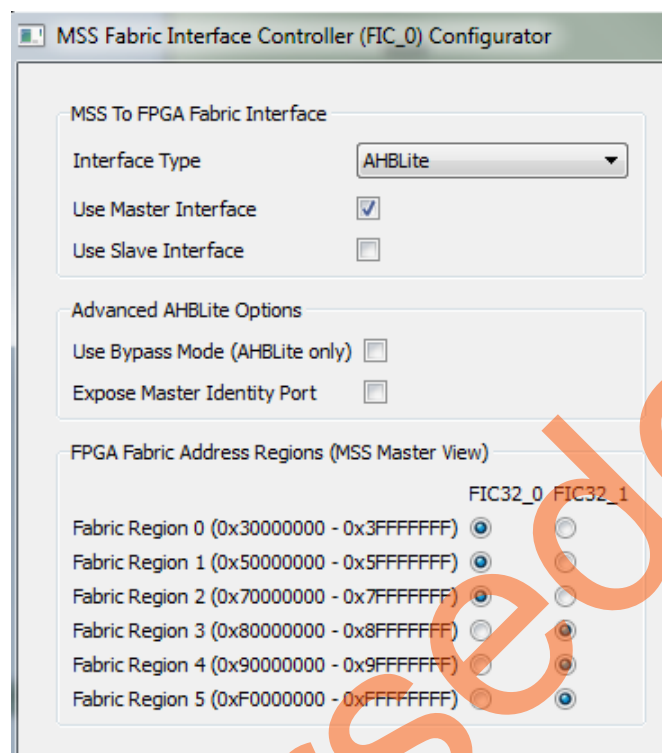 MSS Fabric Interface Controller (FIC_0) Configurator
MSS To FPGA Fabric Interface
Interface Type AHBLite
Use Master Interface
Use Slave Interface
Advanced AHBLite Options
Use Bypass Mode (AHBLite only)
Expose Master Identity Port
FPGA Fabric Address Regions (MSS Master View)
FIC32_0 FIC32_1
Fabric Region 0 (0x30000000 - 0x3FFFFFFF)
Fabric Region 1 (0x50000000 - 0x5FFFFFFF)
Fabric Region 2 (0x70000000 - 0x7FFFFFFF)
Fabric Region 3 (0x80000000 - 0x8FFFFFFF)
Fabric Region 4 (0x90000000 - 0x9FFFFFFF)
Fabric Region 5 (0xF0000000 - 0xFFFFFFFF)